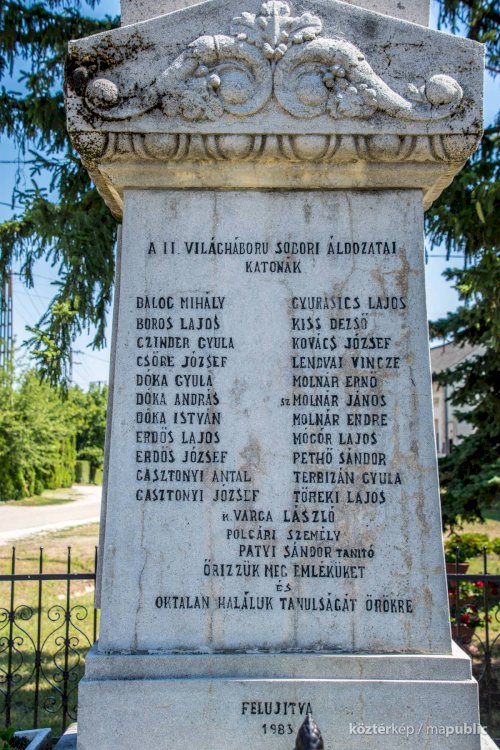 A II. VILÁGHÁBORU SOBORI ÁLDOZATAI
KATONÁK
BALOG MIHÁLY
BOROS LAJOS
CZINDER GYULA
CSŐRE JÓZSEF
DÓKA GYULA
DÓKA ANDRÁS
DÓKA ISTVÁN
ERDŐS LAJOS
ERDŐS JÓZSEF
GASZTONYI ANTAL
GASZTONYI JÓZSEF
GYURASICS LAJOS
KISS DEZSŐ
KOVÁCS JÓZSEF
LENDVAI VINCZE
MOLNÁR ERNŐ
SZ MOLNÁR JÁNOS
MOLNÁR ENDRE
MÓGOR LAJOS
PETHŐ SÁNDOR
TERBIZÁN GYULA
TÖREKI LAJOS
K. VARGA LÁSZLÓ
POLGÁRI SZEMÉLY
PATYI SÁNDOR TANITÓ
ŐRIZZÜK MEG EMLÉKÜKET
ÉS
OKTALAN HALÁLUK TANULSÁGÁT ÖRÖKRE
FELUJITVA
1983
köztérkép / mapublic